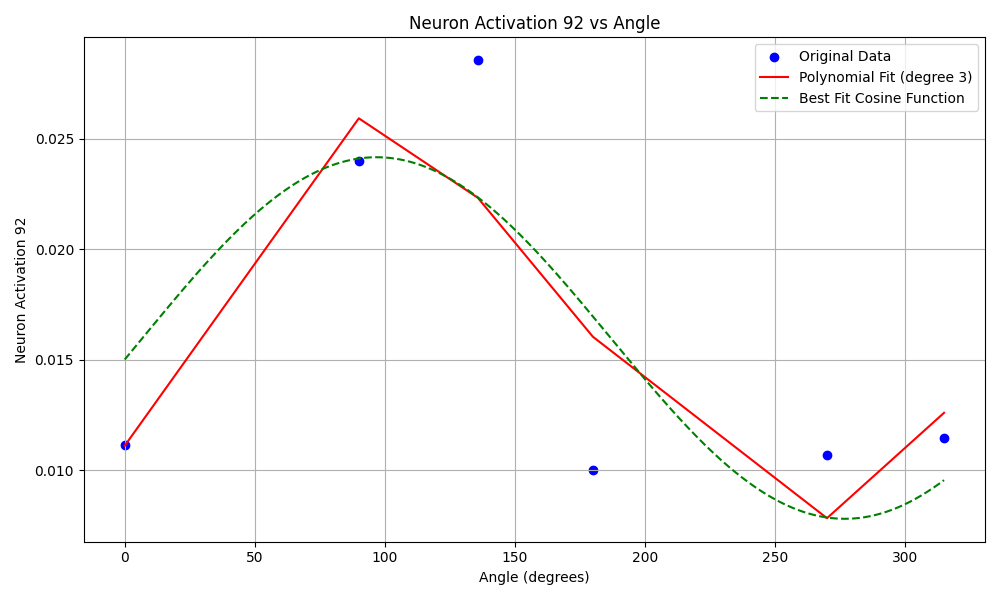 Neuron Activation 92 vs Angle
Original Data
Polynomial Fit (degree 3)
Best Fit Cosine Function
Neuron Activation 92
0.025
0.020
0.015
0.010
0
50
100
150
200
250
300
Angle (degrees)